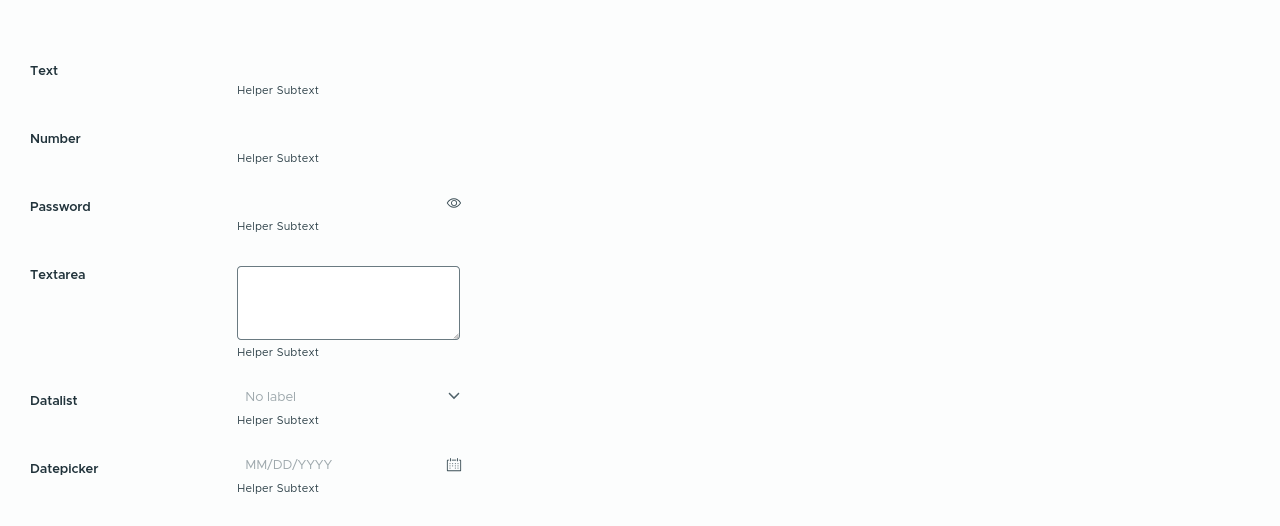 Text
Helper Subtext
Number
Helper Subtext
Password
Helper Subtext
Textarea
Helper Subtext
Datalist
No label
Helper Subtext
Datepicker
MM/DD/YYYY
Helper Subtext